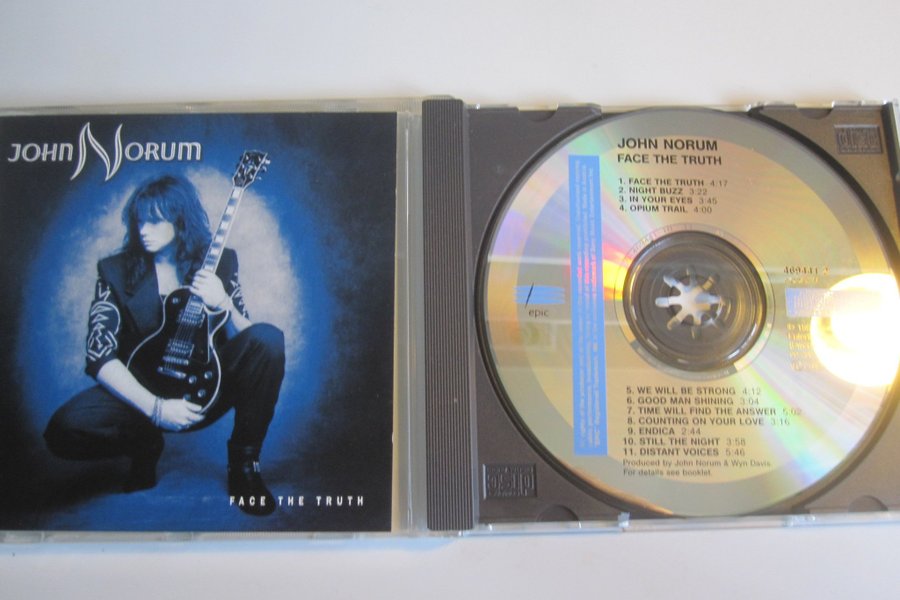 JOHN NORUM
FACE THE TRUTH
JOHN NORUM
FACE THE TRUTH
1. FACE THE TRUTH 4:17
2. NIGHT BUZZ 3:22
3. IN YOUR EYES 3:45
4. OPIUM TRAIL 4:00
epic
469441 2
5. WE WILL BE STRONG 4:12
6. GOOD MAN SHINING 3:04
7. TIME WILL FIND THE ANSWER 5:02
8. COUNTING ON YOUR LOVE 3:16
9. ENDICA 2:44
10. STILL THE NIGHT 3:58
11. DISTANT VOICES 5:46
Produced by John Norum & Wyn Davis
For details see booklet.